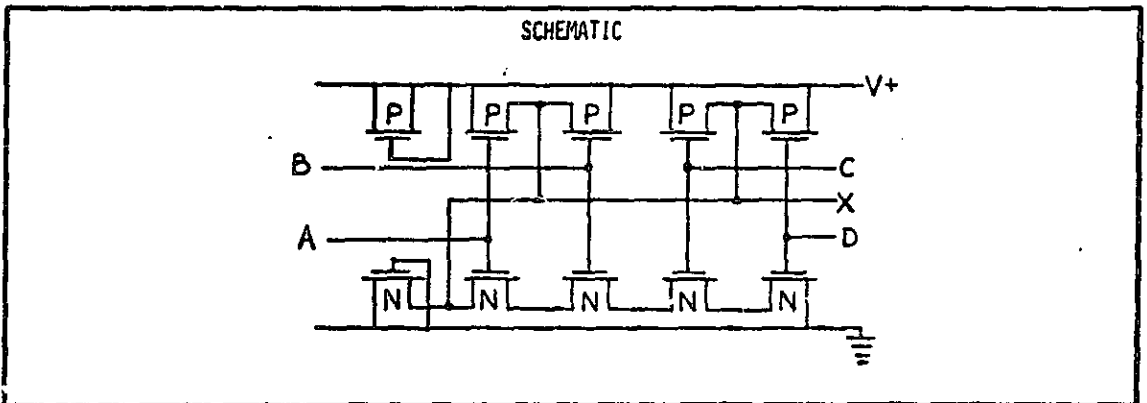 SCHEMATIC
V+
P P P P P
B C
X
A D
N N N N N